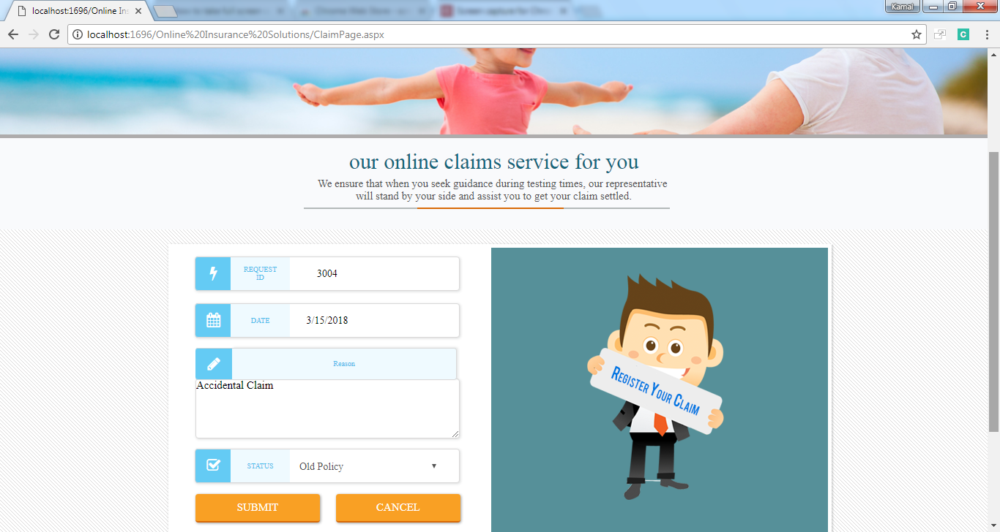 localhost:1696/Online Ins
Kamal
localhost:1696/Online%20Insurance%20Solutions/ClaimPage.aspx
our online claims service for you
We ensure that when you seek guidance during testing times, our representative
will stand by your side and assist you to get your claim settled.
REQUEST
ID
3004
DATE
3/15/2018
Reason
Accidental Claim
STATUS
Old Policy
SUBMIT
CANCEL
Register Your Claim